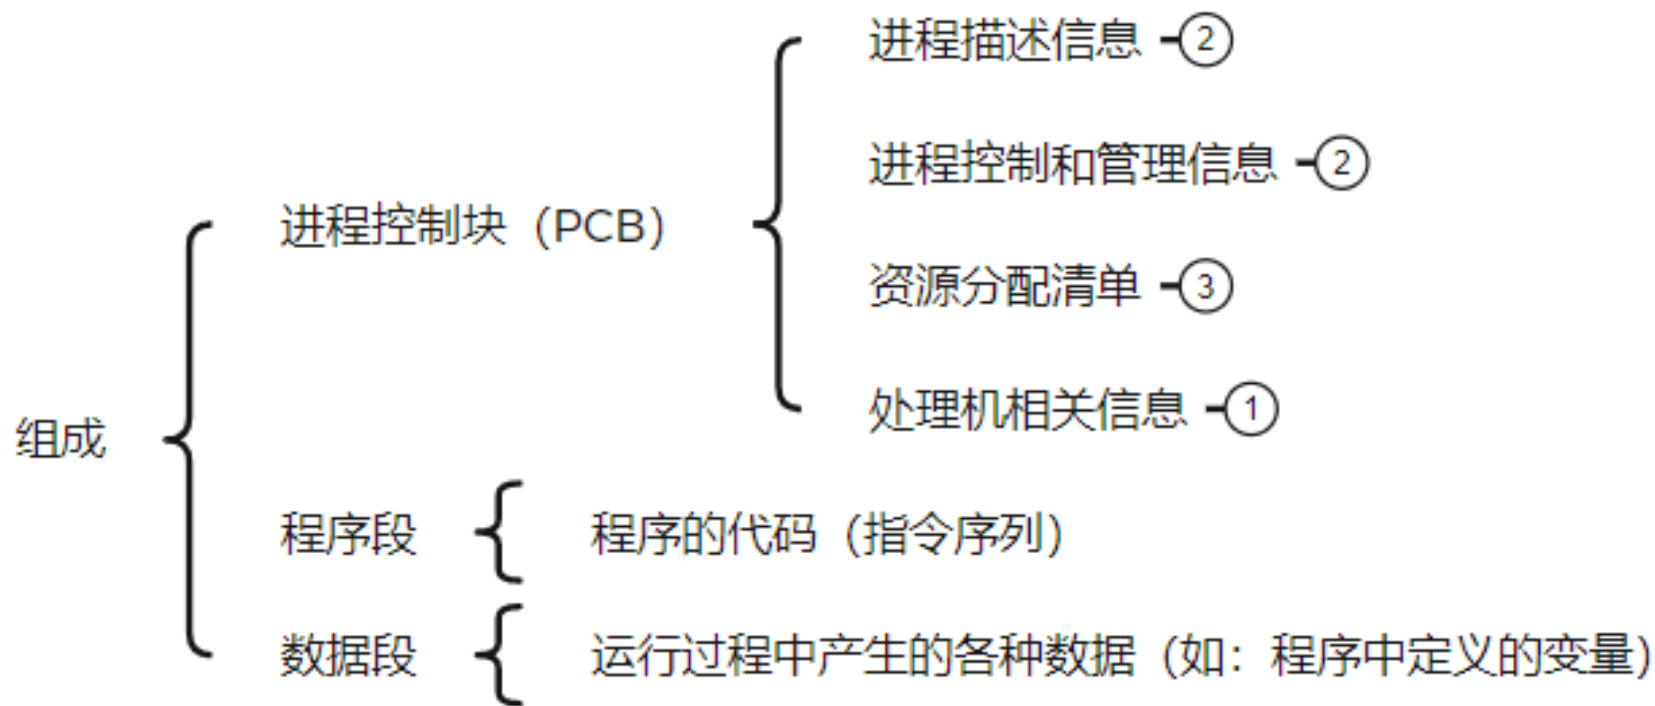 进程描述信息 2
进程控制和管理信息 2
进程控制块（PCB）
资源分配清单 3
处理机相关信息 1
组成
程序段 程序的代码（指令序列）
数据段 运行过程中产生的各种数据（如：程序中定义的变量）